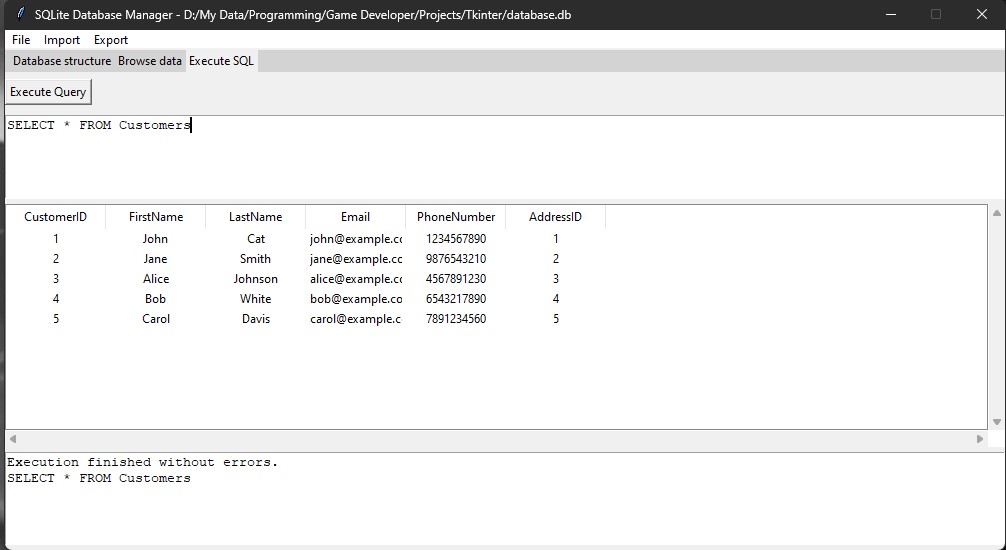 SQLite Database Manager - D:/My Data/Programming/Game Developer/Projects/Tkinter/database.db
File Import Export
Database structure Browse data Execute SQL
Execute Query
SELECT * FROM Customers
CustomerID FirstName LastName Email PhoneNumber AddressID
1 John Cat john@example.cc 1234567890 1
2 Jane Smith jane@example.cc 9876543210 2
3 Alice Johnson alice@example.cc 4567891230 3
4 Bob White bob@example.co 6543217890 4
5 Carol Davis carol@example.c 7891234560 5
Execution finished without errors.
SELECT * FROM Customers